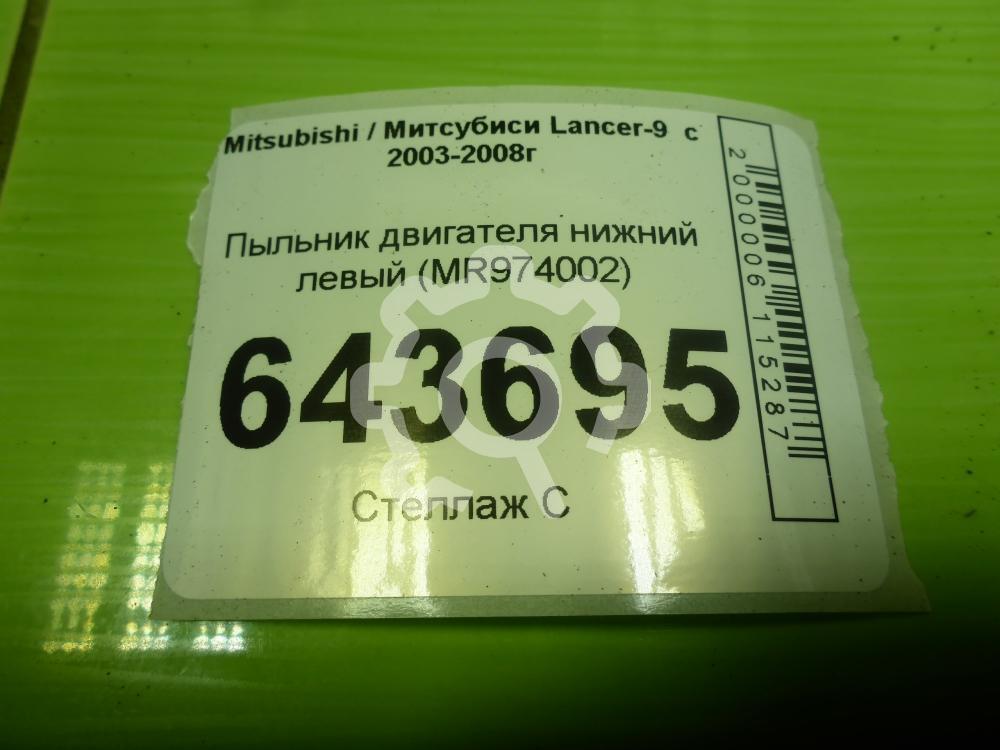 Mitsubishi / Митсубиси Lancer-9 с
2003-2008г
Пыльник двигателя нижний
левый (MR974002)
643695
Стеллаж С
2000006115287